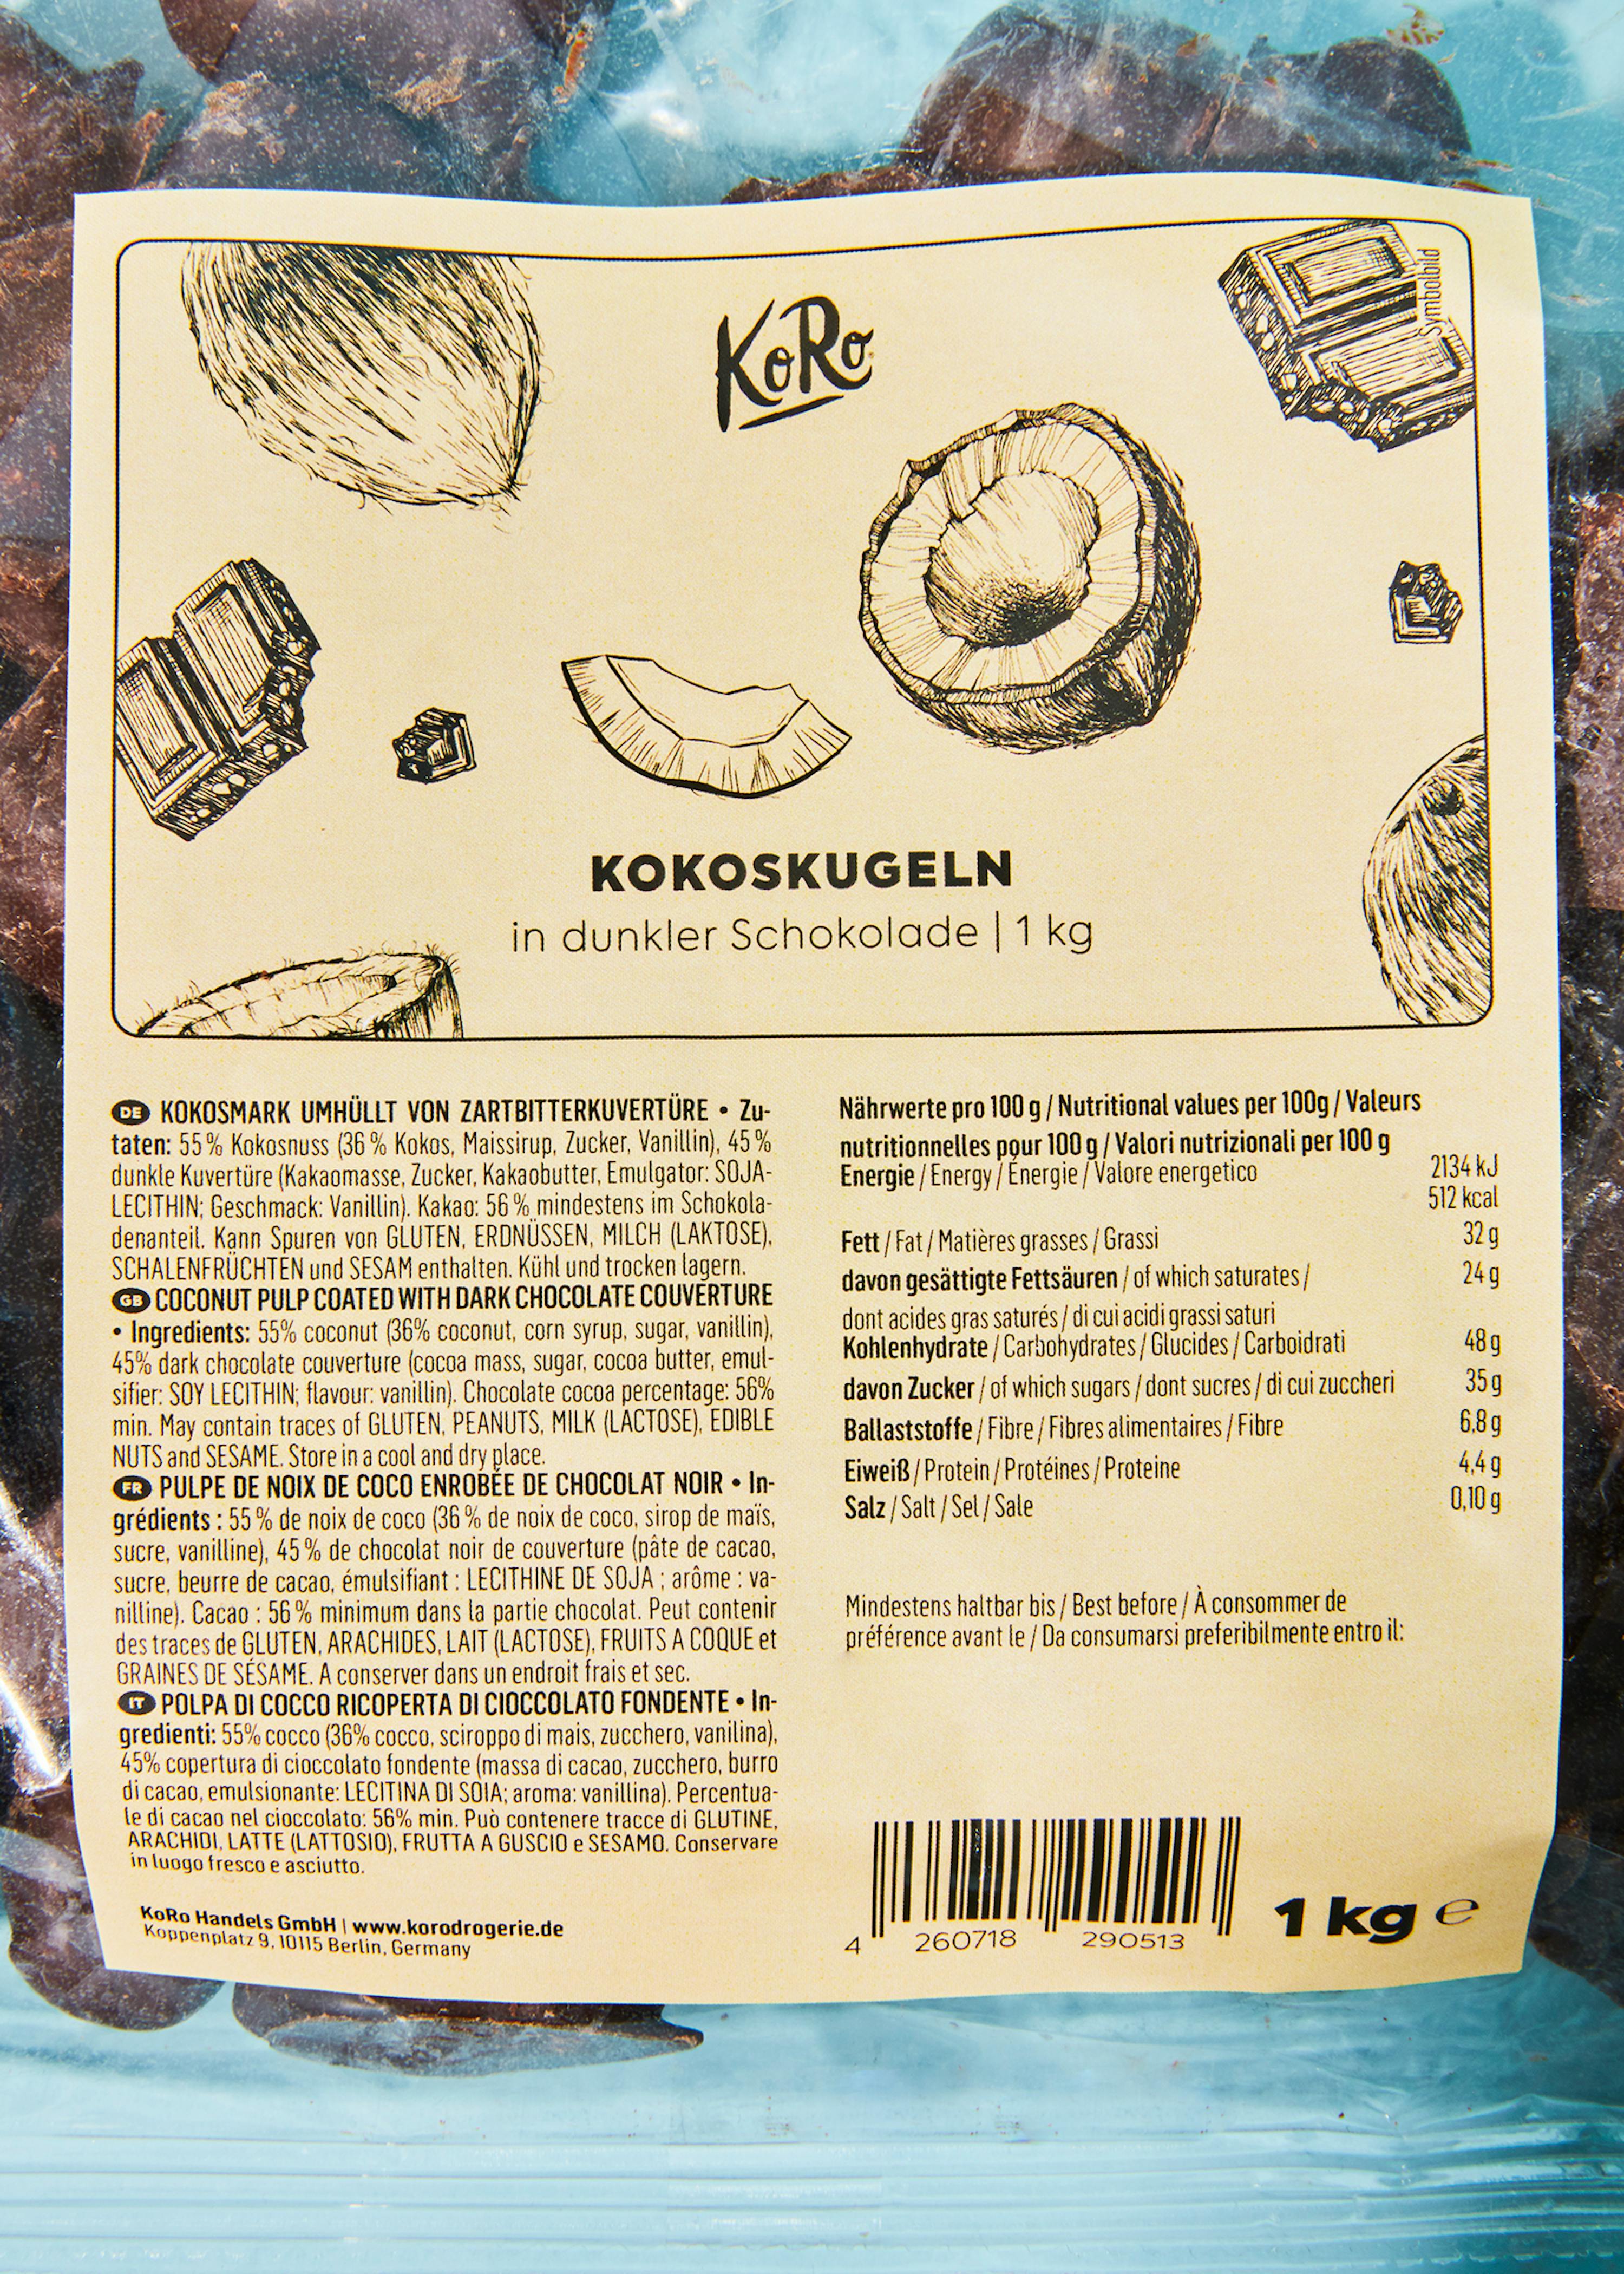 KoRo
Symbolbild
KOKOSKUGELN
in dunkler Schokolade | 1 kg
DE KOKOSMARK UMHÜLLT VON ZARTBITTERKUVERTÜRE • Zu-
taten: 55 % Kokosnuss (36 % Kokos, Maissirup, Zucker, Vanillin), 45 %
dunkle Kuvertüre (Kakaomasse, Zucker, Kakaobutter, Emulgator: SOJA-
LECITHIN; Geschmack: Vanillin). Kakao: 56 % mindestens im Schokola-
denanteil. Kann Spuren von GLUTEN, ERDNÜSSEN, MILCH (LAKTOSE),
SCHALENFRÜCHTEN und SESAM enthalten. Kühl und trocken lagern.
GB COCONUT PULP COATED WITH DARK CHOCOLATE COUVERTURE
• Ingredients: 55% coconut (36% coconut, corn syrup, sugar, vanillin),
45% dark chocolate couverture (cocoa mass, sugar, cocoa butter, emul-
sifier: SOY LECITHIN; flavour: vanillin). Chocolate cocoa percentage: 56%
min. May contain traces of GLUTEN, PEANUTS, MILK (LACTOSE), EDIBLE
NUTS and SESAME. Store in a cool and dry place.
FR PULPE DE NOIX DE COCO ENROBÉE DE CHOCOLAT NOIR • In-
grédients : 55 % de noix de coco (36 % de noix de coco, sirop de maïs,
sucre, vanilline), 45 % de chocolat noir de couverture (pâte de cacao,
sucre, beurre de cacao, émulsifiant : LECITHINE DE SOJA ; arôme : va-
nilline). Cacao : 56 % minimum dans la partie chocolat. Peut contenir
des traces de GLUTEN, ARACHIDES, LAIT (LACTOSE), FRUITS A COQUE et
GRAINES DE SÉSAME. A conserver dans un endroit frais et sec.
IT POLPA DI COCCO RICOPERTA DI CIOCCOLATO FONDENTE • In-
gredienti: 55% cocco (36% cocco, sciroppo di mais, zucchero, vanilina),
45% copertura di cioccolato fondente (massa di cacao, zucchero, burro
di cacao, emulsionante: LECITINA DI SOIA; aroma: vanillina). Percentua-
le di cacao nel cioccolato: 56% min. Può contenere tracce di GLUTINE,
ARACHIDI, LATTE (LATTOSIO), FRUTTA A GUSCIO e SESAMO. Conservare
in luogo fresco e asciutto.
KoRo Handels GmbH | www.korodrogerie.de
Koppenplatz 9, 10115 Berlin, Germany
Nährwerte pro 100 g / Nutritional values per 100g / Valeurs
nutritionnelles pour 100 g / Valori nutrizionali per 100 g
Energie / Energy / Énergie / Valore energetico 2134 kJ
512 kcal
Fett / Fat / Matières grasses / Grassi 32 g
davon gesättigte Fettsäuren / of which saturates / 24 g
dont acides gras saturés / di cui acidi grassi saturi
Kohlenhydrate / Carbohydrates / Glucides / Carboidrati 48 g
davon Zucker / of which sugars / dont sucres / di cui zuccheri 35 g
Ballaststoffe / Fibre / Fibres alimentaires / Fibre 6,8 g
Eiweiß / Protein / Protéines / Proteine 4,4 g
Salz / Salt / Sel / Sale 0,10 g
Mindestens haltbar bis / Best before / À consommer de
préférence avant le / Da consumarsi preferibilmente entro il:
4 260718 290513
1 kg e